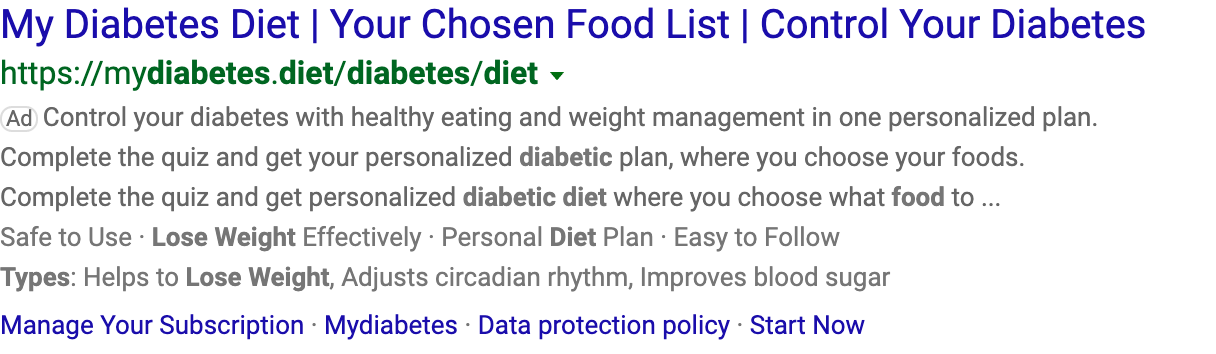 My Diabetes Diet | Your Chosen Food List | Control Your Diabetes
https://mydiabetes.diet/diabetes/diet
Ad Control your diabetes with healthy eating and weight management in one personalized plan.
Complete the quiz and get your personalized diabetic plan, where you choose your foods.
Complete the quiz and get personalized diabetic diet where you choose what food to ...
Safe to Use · Lose Weight Effectively · Personal Diet Plan · Easy to Follow
Types: Helps to Lose Weight, Adjusts circadian rhythm, Improves blood sugar
Manage Your Subscription · Mydiabetes · Data protection policy · Start Now